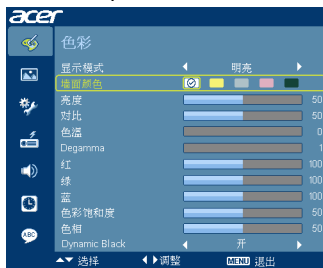 acer
色彩
显示模式 明亮
墙面颜色
亮度 50
对比 50
色温 0
Degamma 1
红 100
绿 100
蓝 100
色彩饱和度 50
色相 50
Dynamic Black 开
选择 调整 MENU 退出
ABC